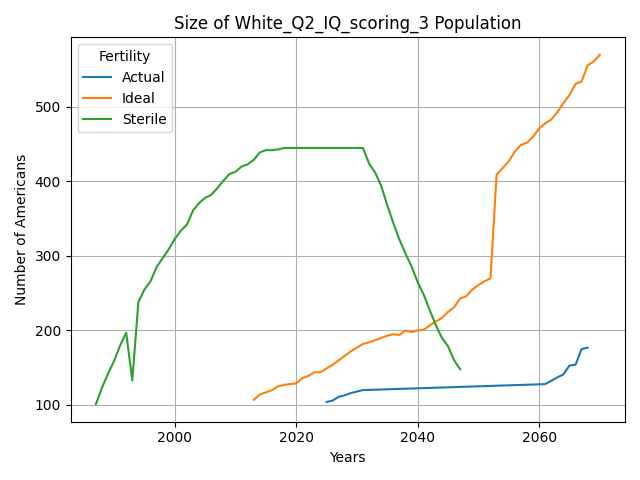 Size of White_Q2_IQ_scoring_3 Population
Fertility
Actual
Ideal
Sterile
Number of Americans
500
400
300
200
100
2000
2020
2040
2060
Years